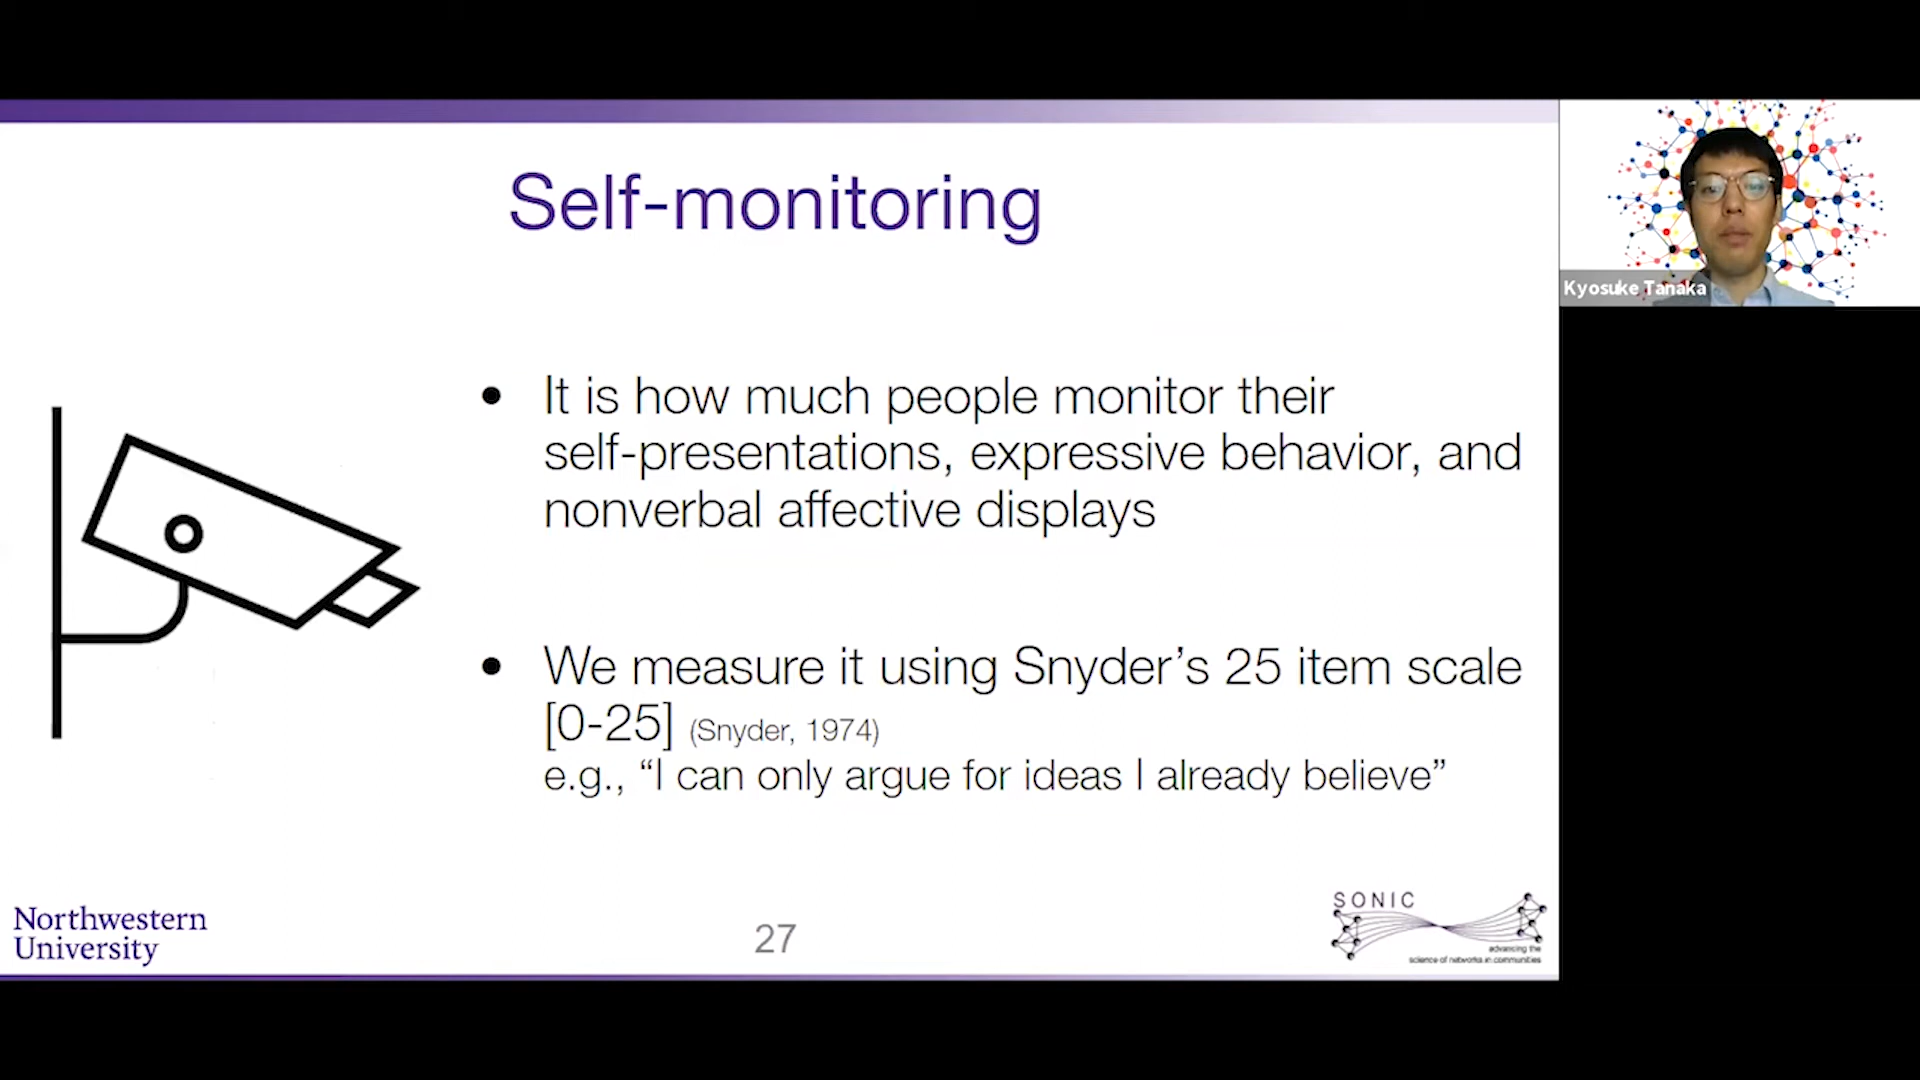 Self-monitoring
Kyosuke Tanaka
● It is how much people monitor their
self-presentations, expressive behavior, and
nonverbal affective displays
● We measure it using Snyder’s 25 item scale
[0-25] (Snyder, 1974)
e.g., “I can only argue for ideas I already believe”
Northwestern
University
27
SONIC
advancing the
science of networks in communities